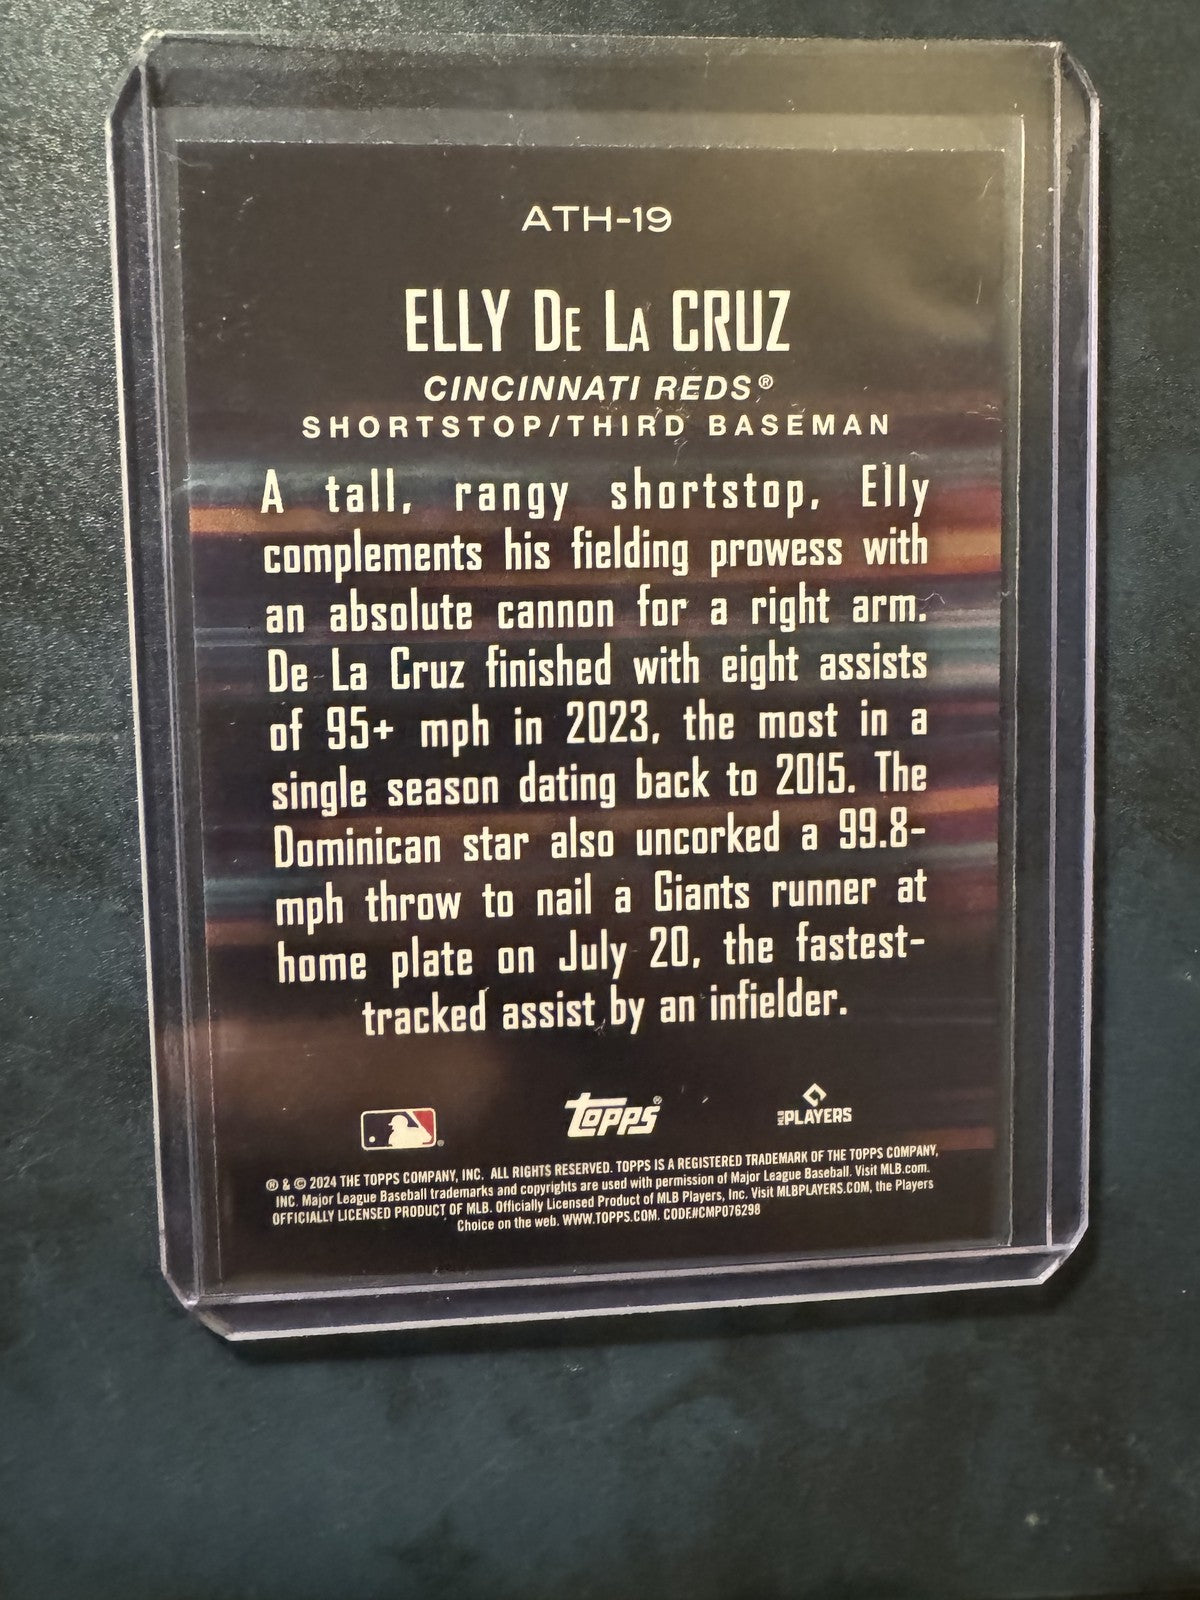 ATH-19
ELLY DE LA CRUZ
CINCINNATI REDS®
SHORTSTOP/THIRD BASEMAN
A tall, rangy shortstop, Elly
complements his fielding prowess with
an absolute cannon for a right arm.
De La Cruz finished with eight assists
of 95+ mph in 2023, the most in a
single season dating back to 2015. The
Dominican star also uncorked a 99.8-
mph throw to nail a Giants runner at
home plate on July 20, the fastest-
tracked assist by an infielder.
Topps®
MLB PLAYERS
® & © 2024 THE TOPPS COMPANY, INC. ALL RIGHTS RESERVED. TOPPS IS A REGISTERED TRADEMARK OF THE TOPPS COMPANY,
INC. Major League Baseball trademarks and copyrights are used with permission of Major League Baseball. Visit MLB.com.
OFFICIALLY LICENSED PRODUCT OF MLB. Officially Licensed Product of MLB Players, Inc. Visit MLBPLAYERS.COM, the Players
Choice on the web. WWW.TOPPS.COM. CODE#CMP076298